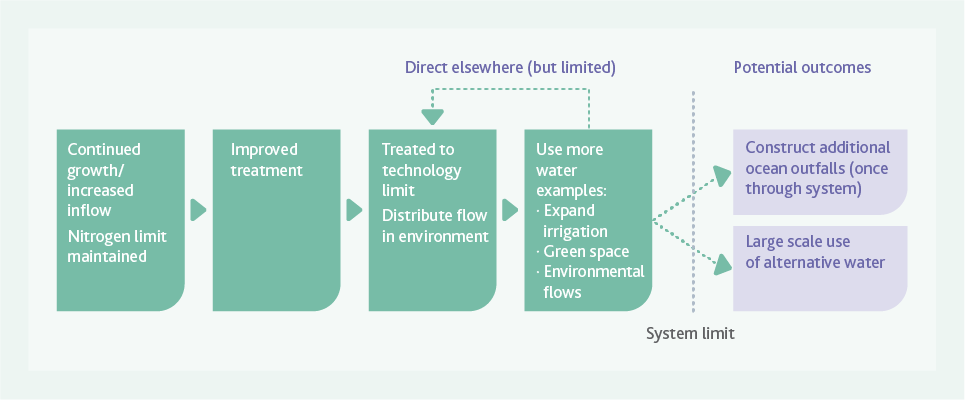 Direct elsewhere (but limited)
Potential outcomes
Continued
growth/
increased
inflow
Nitrogen limit
maintained
Improved
treatment
Treated to
technology
limit
Distribute flow
in environment
Use more
water
examples:
· Expand
irrigation
· Green space
· Environmental
flows
Construct additional
ocean outfalls (once
through system)
Large scale use
of alternative water
System limit